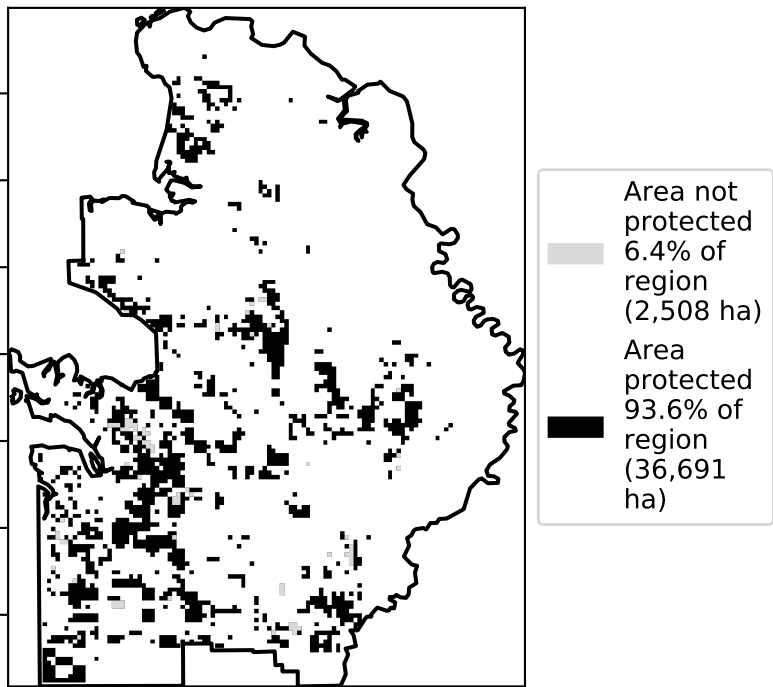 Area not
protected
6.4% of
region
(2,508 ha)
Area
protected
93.6% of
region
(36,691
ha)